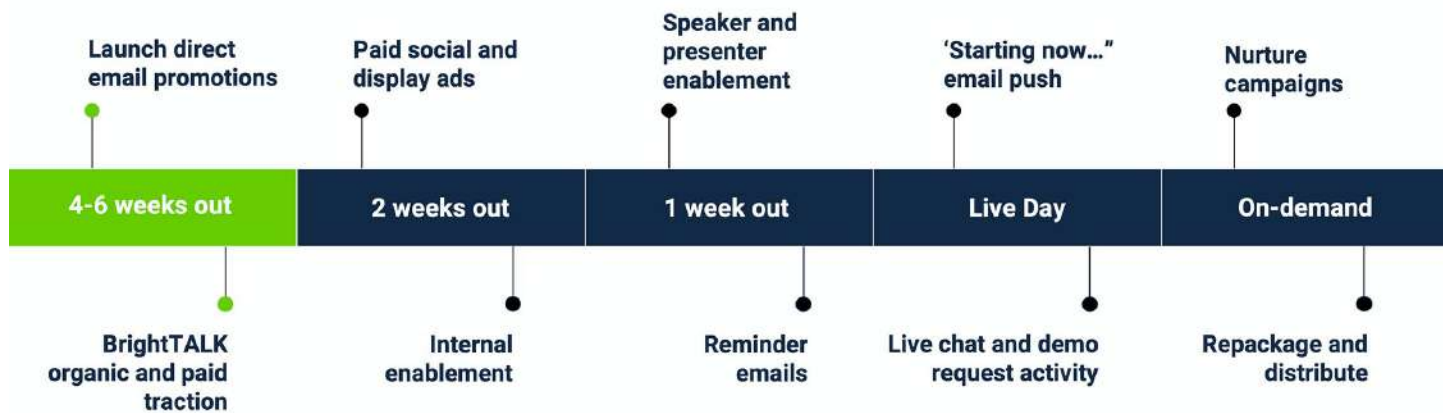 Launch direct
email promotions
Paid social and
display ads
Speaker and
presenter
enablement
‘Starting now…”
email push
Nurture
campaigns
4-6 weeks out
2 weeks out
1 week out
Live Day
On-demand
BrightTALK
organic and paid
traction
Internal
enablement
Reminder
emails
Live chat and demo
request activity
Repackage and
distribute